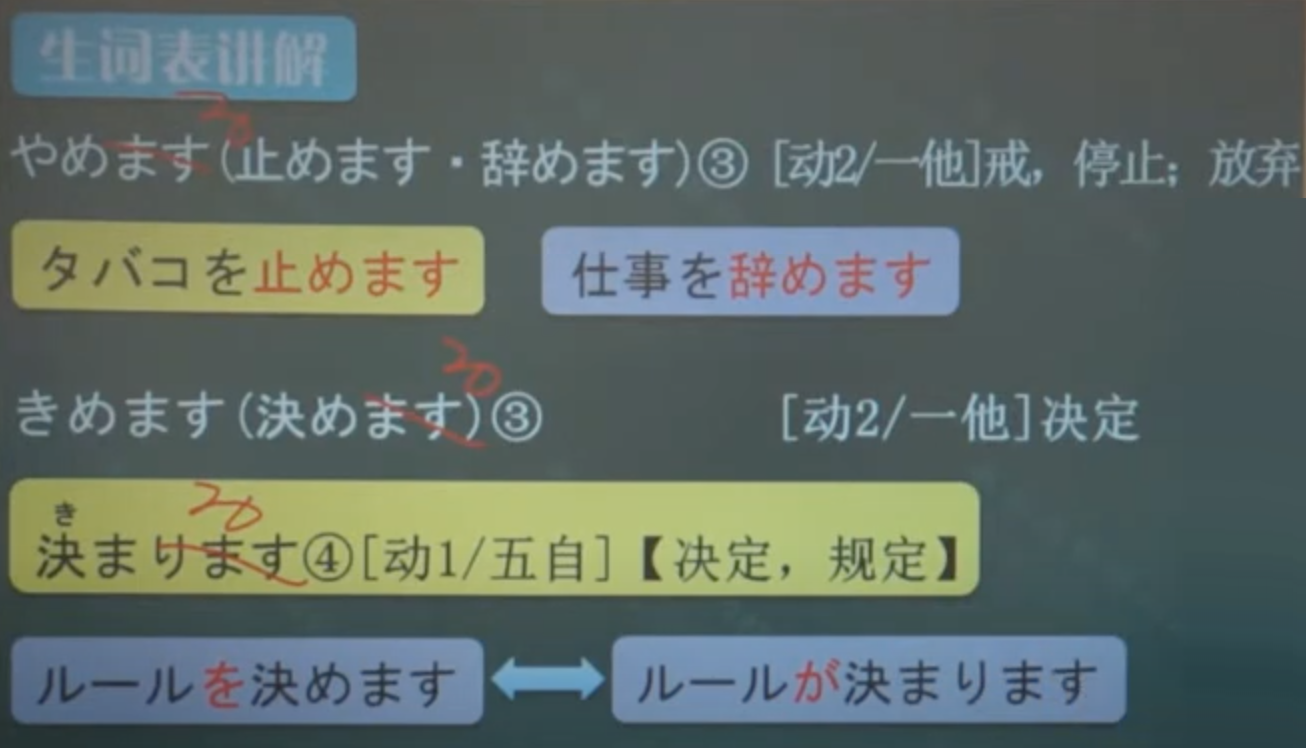 生词表讲解
やめます(止めます・辞めます)③ [动2/一他]戒，停止；放弃
タバコを止めます 仕事を辞めます
きめます(決めます)③ [动2/一他]决定
き
決まります④[动1/五自]【决定，规定】
ルールを決めます ルールが決まります